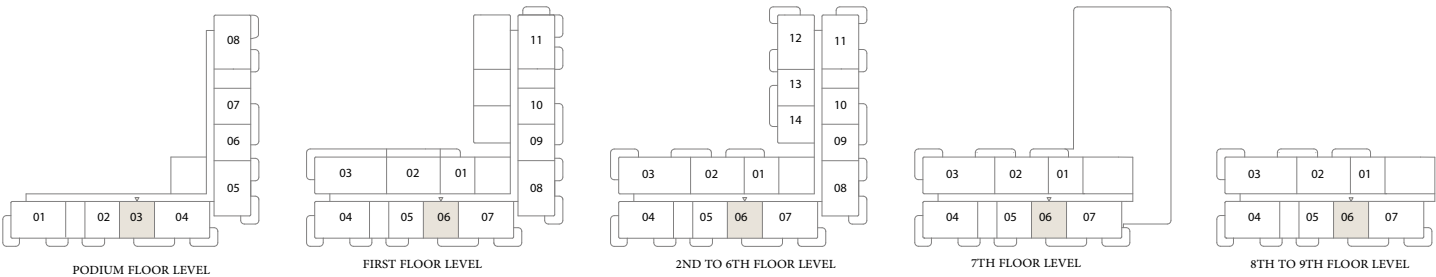 08
07
06
05
01 02 03 04
PODIUM FLOOR LEVEL
11
10
09
08
03 02 01
04 05 06 07
FIRST FLOOR LEVEL
12 11
13
10
14
09
08
03 02 01
04 05 06 07
2ND TO 6TH FLOOR LEVEL
03 02 01
04 05 06 07
7TH FLOOR LEVEL
03 02 01
04 05 06 07
8TH TO 9TH FLOOR LEVEL